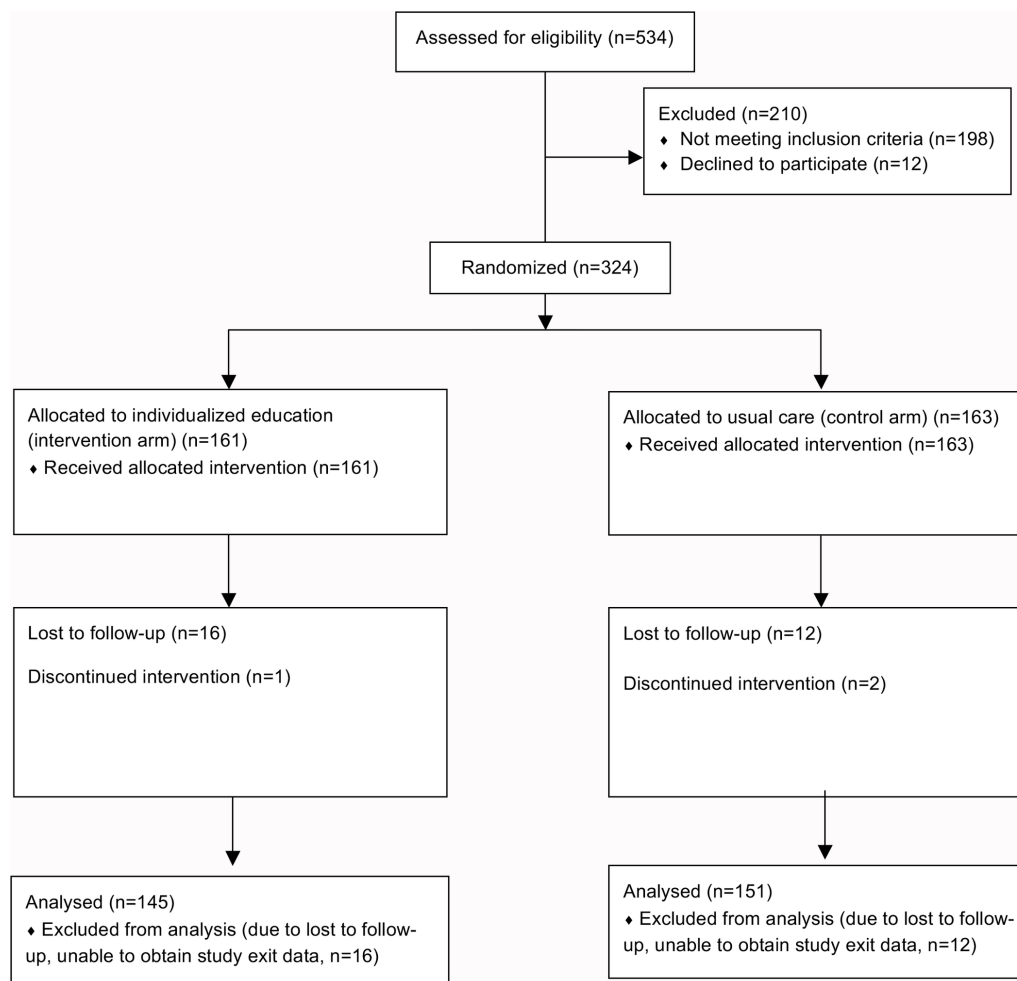 Assessed for eligibility (n=534)
Excluded (n=210)
♦ Not meeting inclusion criteria (n=198)
♦ Declined to participate (n=12)
Randomized (n=324)
Allocated to individualized education
(intervention arm) (n=161)
♦ Received allocated intervention (n=161)
Allocated to usual care (control arm) (n=163)
♦ Received allocated intervention (n=163)
Lost to follow-up (n=16)
Discontinued intervention (n=1)
Lost to follow-up (n=12)
Discontinued intervention (n=2)
Analysed (n=145)
♦ Excluded from analysis (due to lost to follow-
up, unable to obtain study exit data, n=16)
Analysed (n=151)
♦ Excluded from analysis (due to lost to follow-
up, unable to obtain study exit data, n=12)